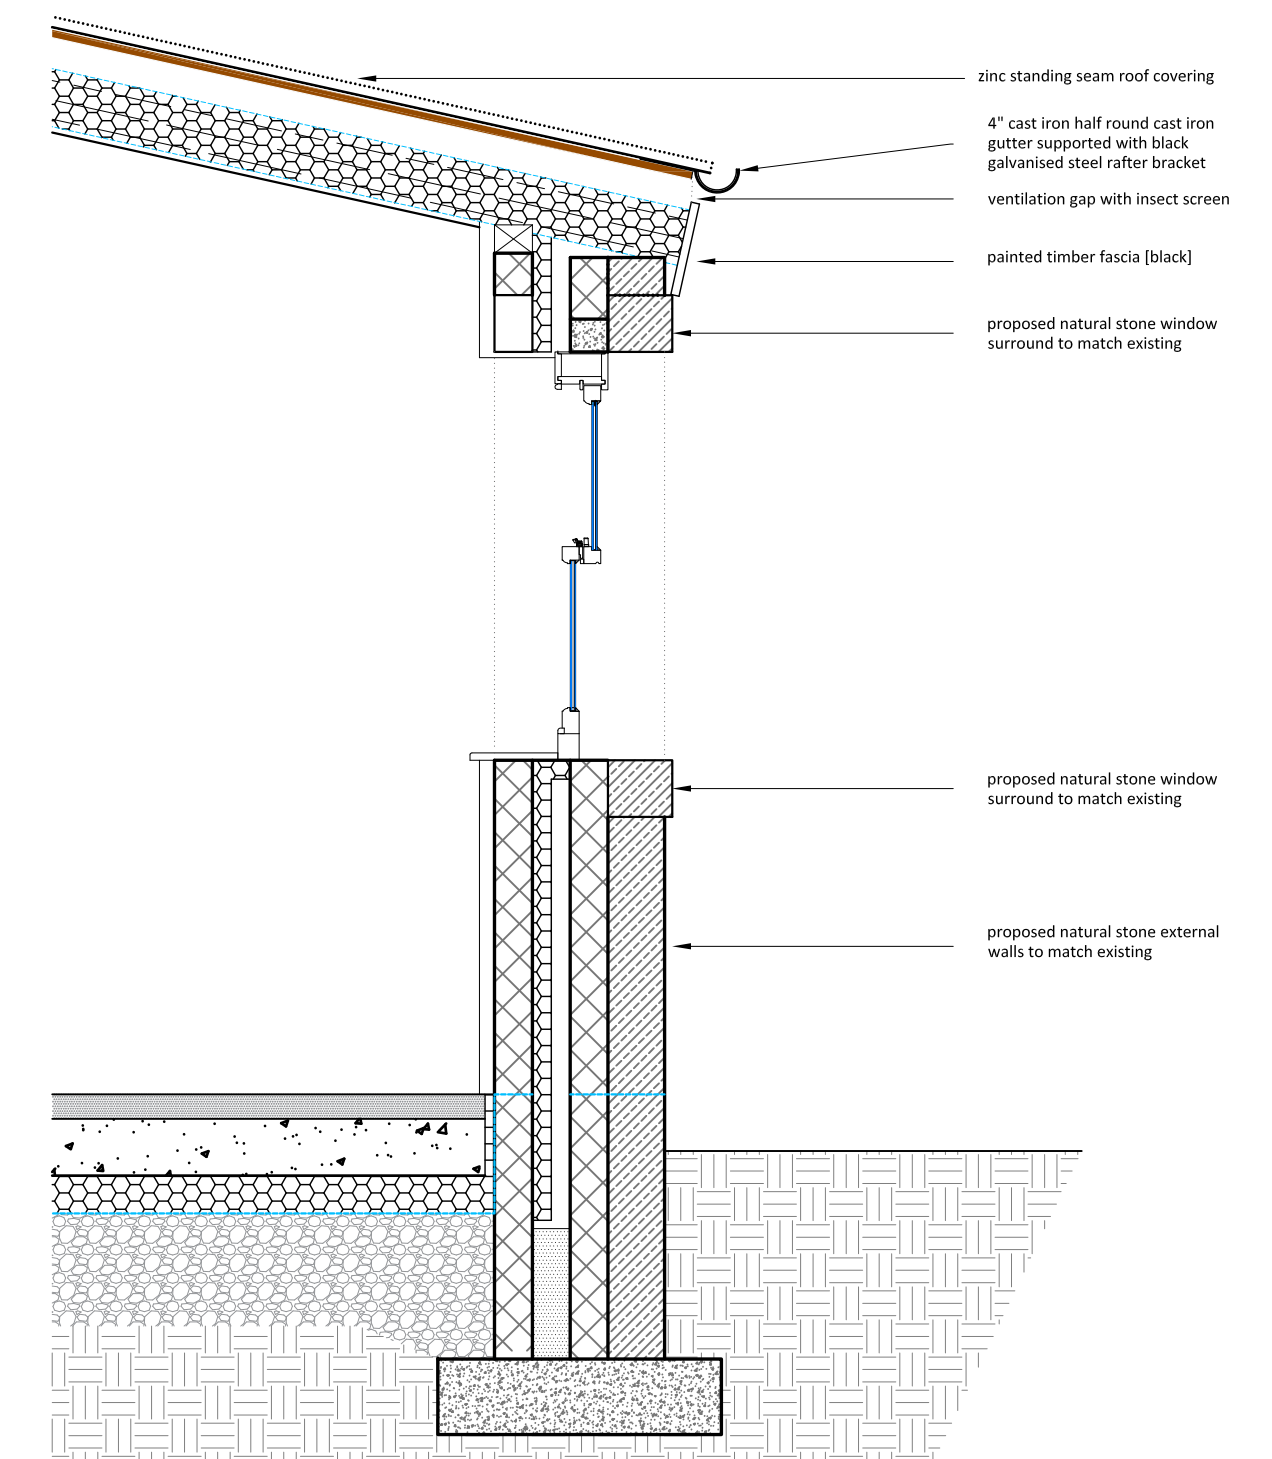 zinc standing seam roof covering
4" cast iron half round cast iron
gutter supported with black
galvanised steel rafter bracket
ventilation gap with insect screen
painted timber fascia [black]
proposed natural stone window
surround to match existing
proposed natural stone window
surround to match existing
proposed natural stone external
walls to match existing